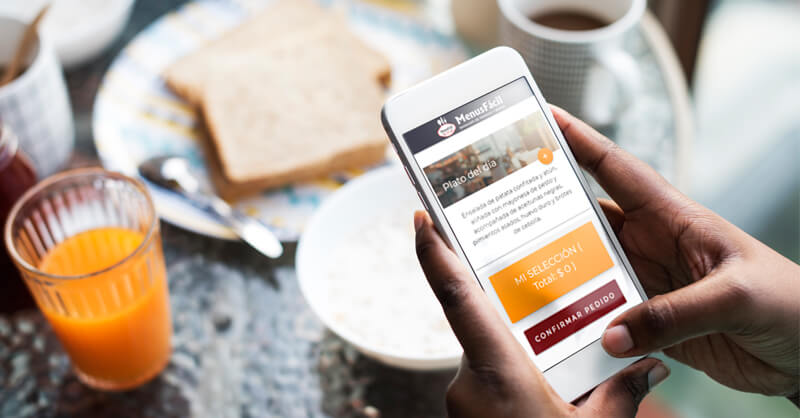 MenusFácil
Plato del día
+
Ensalada de patata confitada y atún,
aliñada con mayonesa de pesto y
acompañada de aceitunas negras,
pimientos asados, huevo duro y brotes
de cebolla.
MI SELECCIÓN (
Total: $ 0 )
CONFIRMAR PEDIDO